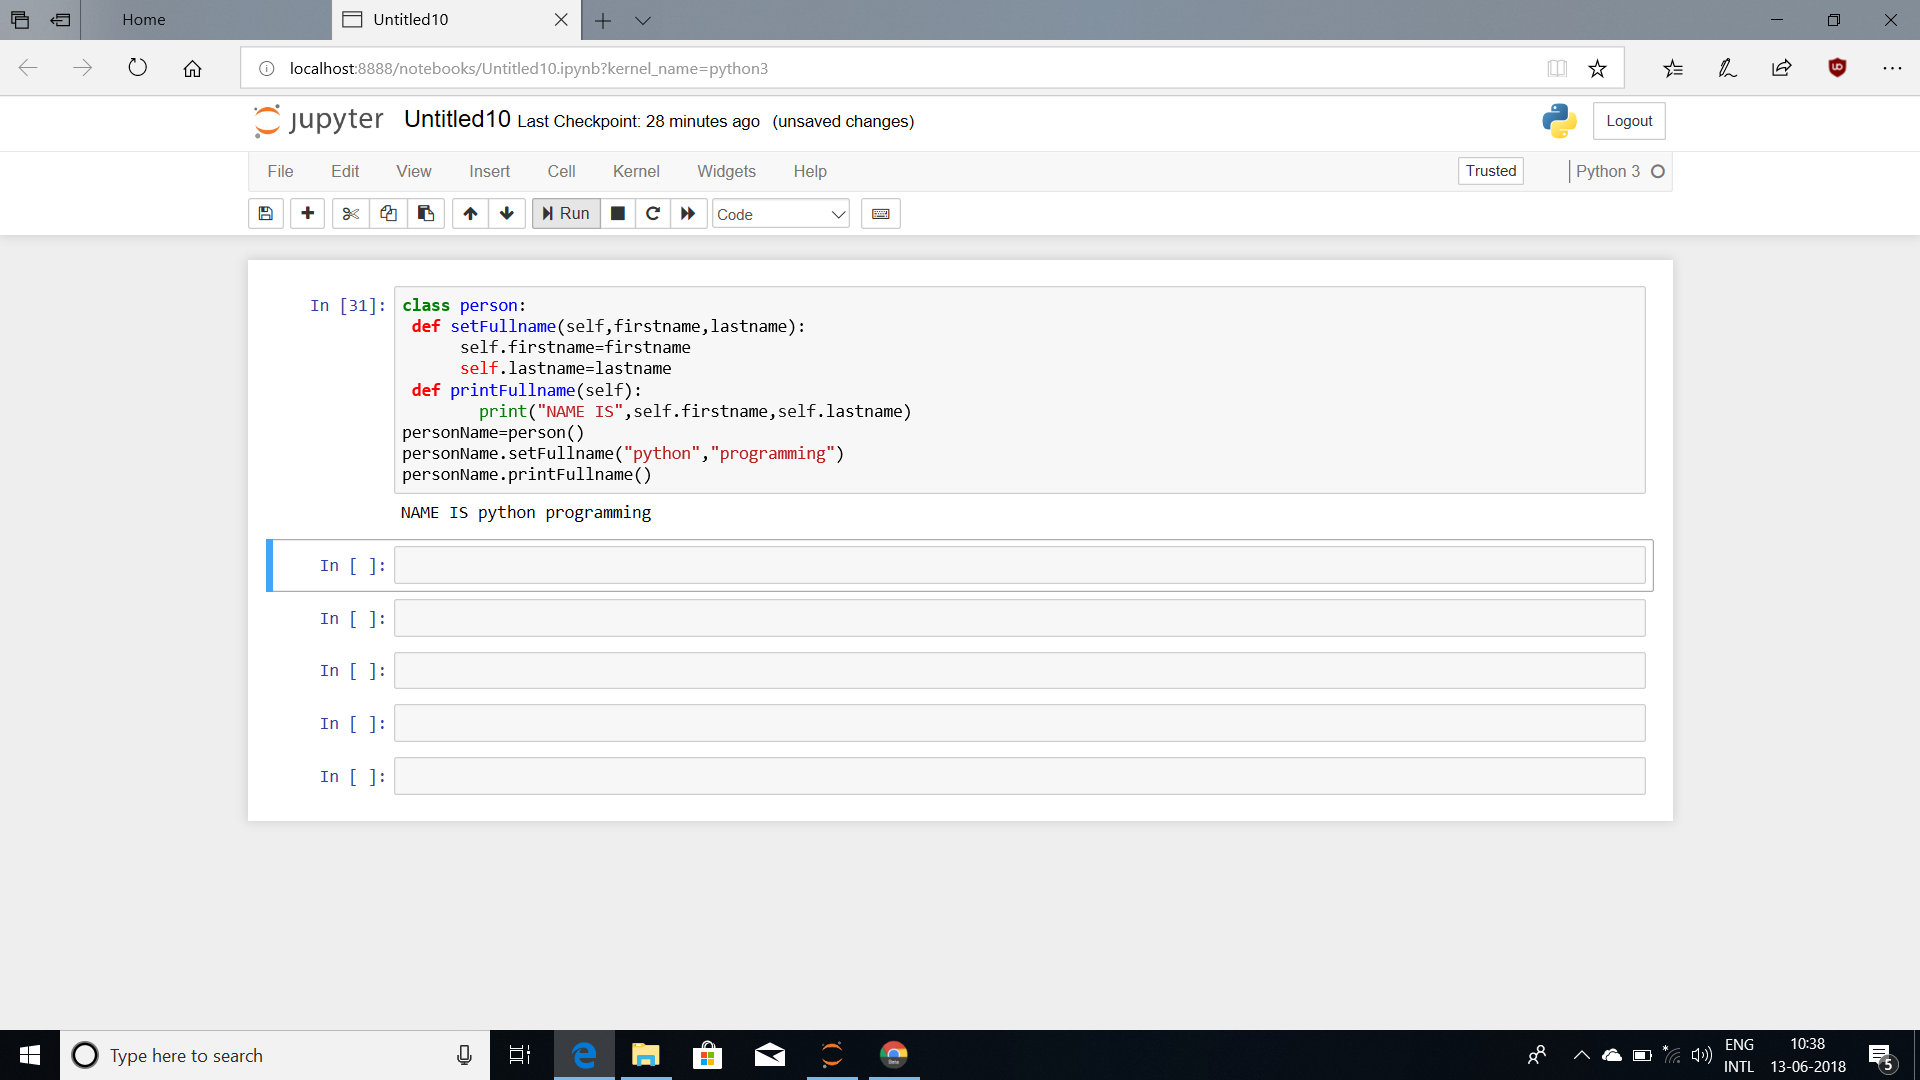 Home
Untitled10
localhost:8888/notebooks/Untitled10.ipynb?kernel_name=python3
jupyter Untitled10 Last Checkpoint: 28 minutes ago (unsaved changes)
Logout
File Edit View Insert Cell Kernel Widgets Help
Trusted
Python 3
Run
Code
In [31]:
class person:
 def setFullname(self,firstname,lastname):
      self.firstname=firstname
      self.lastname=lastname
 def printFullname(self):
        print("NAME IS",self.firstname,self.lastname)
personName=person()
personName.setFullname("python","programming")
personName.printFullname()
NAME IS python programming
In [ ]:
In [ ]:
In [ ]:
In [ ]:
In [ ]:
Type here to search
ENG
INTL
10:38
13-06-2018
5